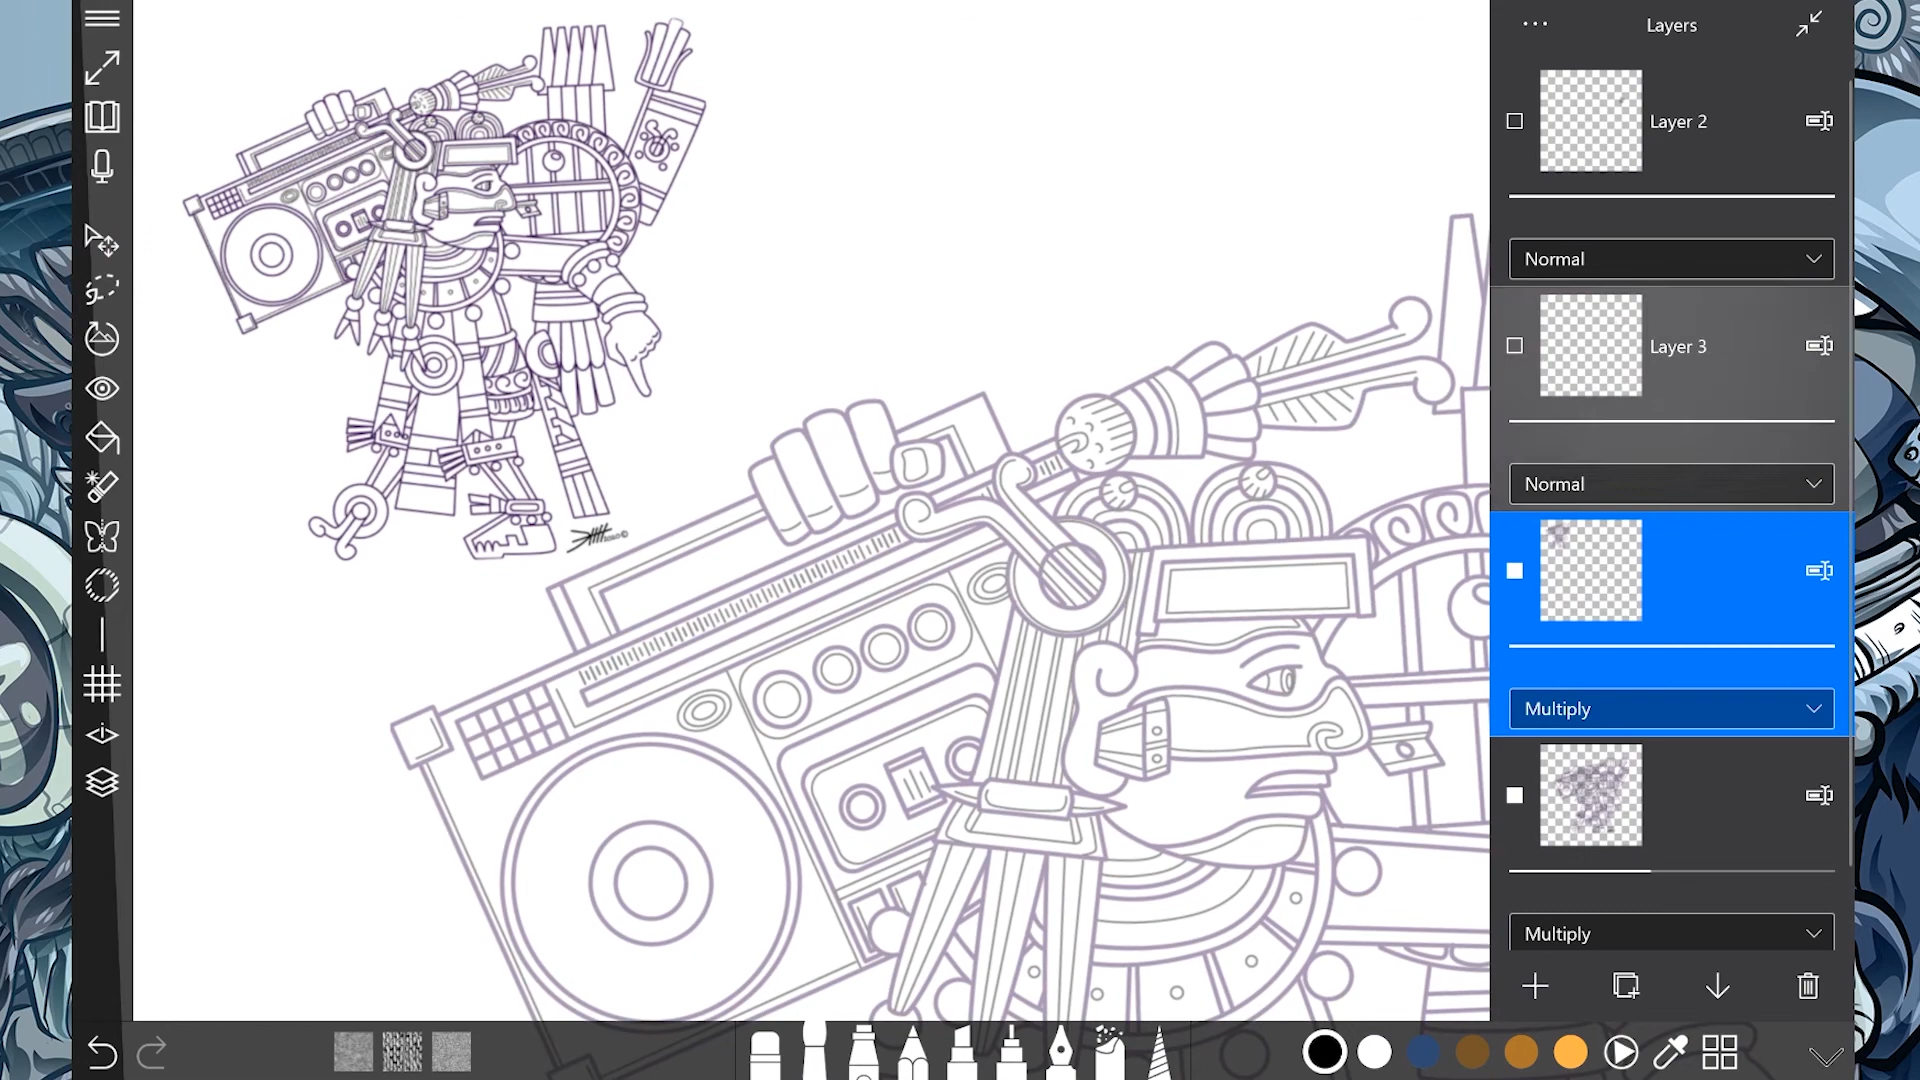 Layers
Layer 2
Normal
Layer 3
Normal
Multiply
Multiply